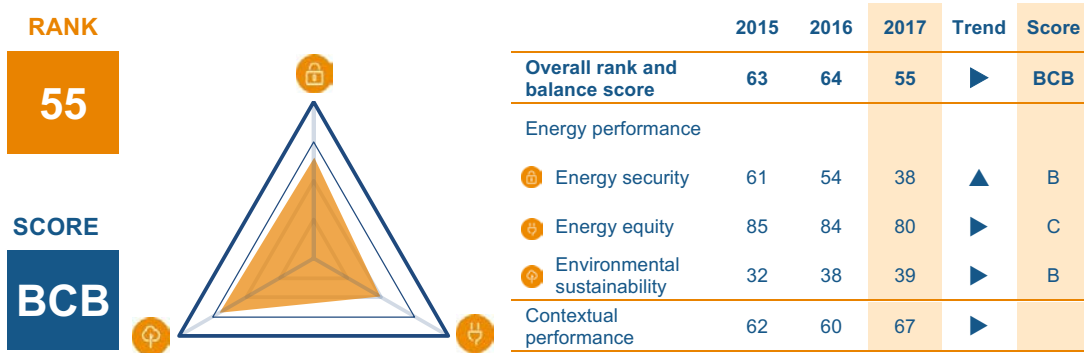 RANK
55
SCORE
BCB
2015 2016 2017 Trend Score
Overall rank and
balance score 63 64 55 BCB
Energy performance
Energy security 61 54 38 B
Energy equity 85 84 80 C
Environmental
sustainability 32 38 39 B
Contextual
performance 62 60 67